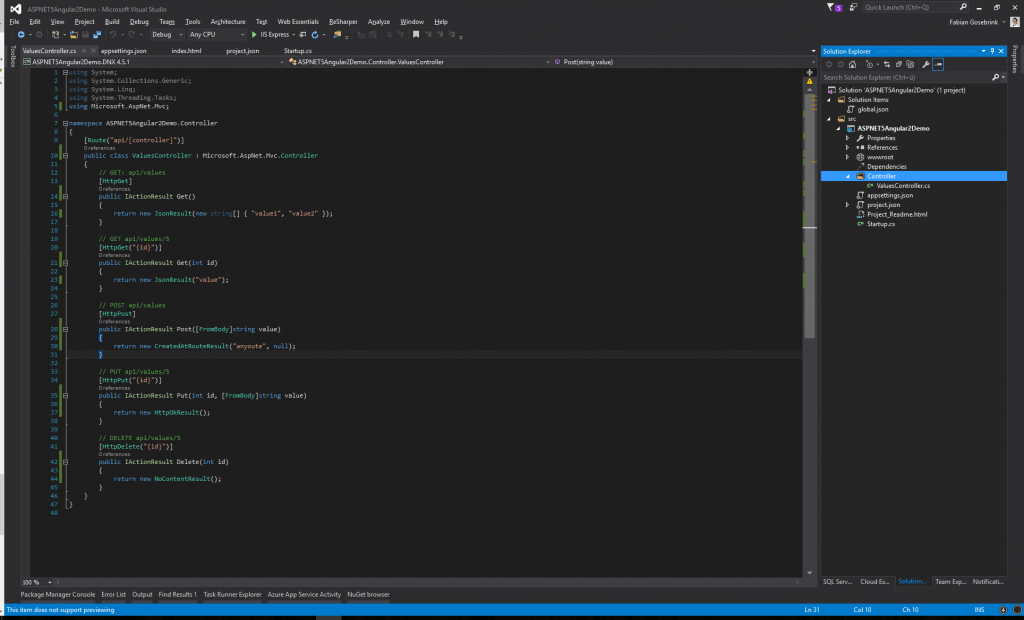 ASPNET5Angular2Demo - Microsoft Visual Studio
5
Quick Launch (Ctrl+Q)
File Edit View Project Build Debug Team Tools Architecture Test Web Essentials ReSharper Analyze Window Help
Fabian Gosebrink
Debug Any CPU IIS Express
Toolbox
ValuesController.cs appsettings.json index.html project.json Startup.cs
ASPNET5Angular2Demo.DNX 4.5.1 ASPNET5Angular2Demo.Controller.ValuesController Post(string value)
1 using System;
2 using System.Collections.Generic;
3 using System.Linq;
4 using System.Threading.Tasks;
5 using Microsoft.AspNet.Mvc;
6
7 namespace ASPNET5Angular2Demo.Controller
8 {
9 [Route("api/[controller]")]
0 references
10 public class ValuesController : Microsoft.AspNet.Mvc.Controller
11 {
12 // GET: api/values
13 [HttpGet]
0 references
14 public IActionResult Get()
15 {
16 return new JsonResult(new string[] { "value1", "value2" });
17 }
18
19 // GET api/values/5
20 [HttpGet("{id}")]
0 references
21 public IActionResult Get(int id)
22 {
23 return new JsonResult("value");
24 }
25
26 // POST api/values
27 [HttpPost]
0 references
28 public IActionResult Post([FromBody]string value)
29 {
30 return new CreatedAtRouteResult("anyoute", null);
31 }
32
33 // PUT api/values/5
34 [HttpPut("{id}")]
0 references
35 public IActionResult Put(int id, [FromBody]string value)
36 {
37 return new HttpOkResult();
38 }
39
40 // DELETE api/values/5
41 [HttpDelete("{id}")]
0 references
42 public IActionResult Delete(int id)
43 {
44 return new NoContentResult();
45 }
46 }
47 }
48
100 %
Solution Explorer
Search Solution Explorer (Ctrl+ü)
Solution 'ASPNET5Angular2Demo' (1 project)
Solution Items
global.json
src
ASPNET5Angular2Demo
Properties
References
wwwroot
Dependencies
Controller
ValuesController.cs
appsettings.json
project.json
Project_Readme.html
Startup.cs
Properties
SQL Serv... Cloud Ex... Solution... Team Exp... Notificati...
Package Manager Console Error List Output Find Results 1 Task Runner Explorer Azure App Service Activity NuGet browser
This item does not support previewing Ln 31 Col 10 Ch 10 INS